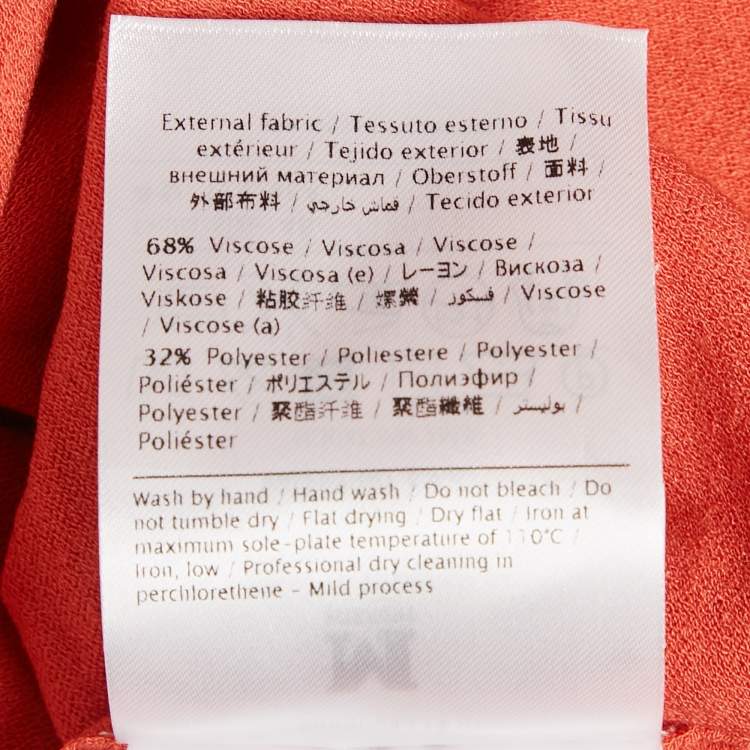 External fabric / Tessuto esterno / Tissu
extérieur / Tejido exterior / 表地 /
внешний материал / Oberstoff / 面料 /
外部布料 / قماش خارجي / Tecido exterior
68% Viscose / Viscosa / Viscose /
Viscosa / Viscosa (e) / レーヨン / Вискоза /
Viskose / 粘胶纤维 / 嫘縈 / فسكور / Viscose
/ Viscose (a)
32% Polyester / Poliestere / Polyester /
Poliéster / ポリエステル / Полиэфир /
Polyester / 聚酯纤维 / 聚酯纖維 / بوليستر /
Poliéster
Wash by hand / Hand wash / Do not bleach / Do
not tumble dry / Flat drying / Dry flat / Iron at
maximum sole-plate temperature of 110°C /
Iron, low / Professional dry cleaning in
perchlorethene - Mild process